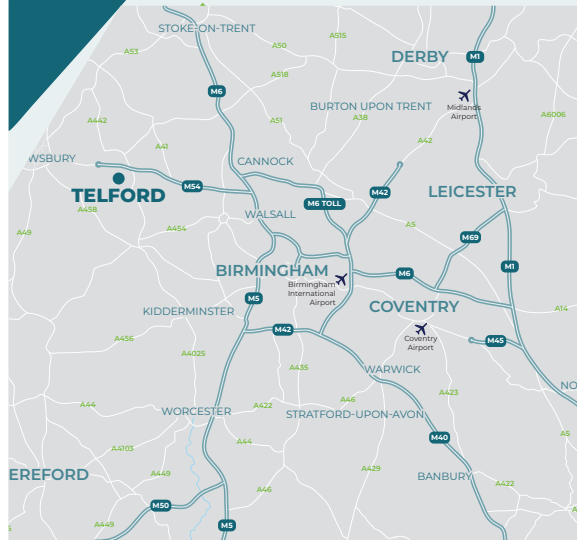 STOKE-ON-TRENT
A515
A50
A53
DERBY
M1
A518
M6
Midlands
Airport
BURTON UPON TRENT
A6006
A442
A51
A38
A41
A42
WSBURY
CANNOCK
M54
M42
LEICESTER
TELFORD
M6 TOLL
A458
WALSALL
A454
A5
A49
M69
BIRMINGHAM
M6
M1
Birmingham
International
Airport
M5
COVENTRY
KIDDERMINSTER
A14
M42
Coventry
Airport
M45
A456
A4025
A435
WARWICK
NO
A423
A44
A422
A46
WORCESTER
STRATFORD-UPON-AVON
A5
M40
A44
A4103
A429
EREFORD
A449
BANBURY
A422
A46
M50
A449
M5